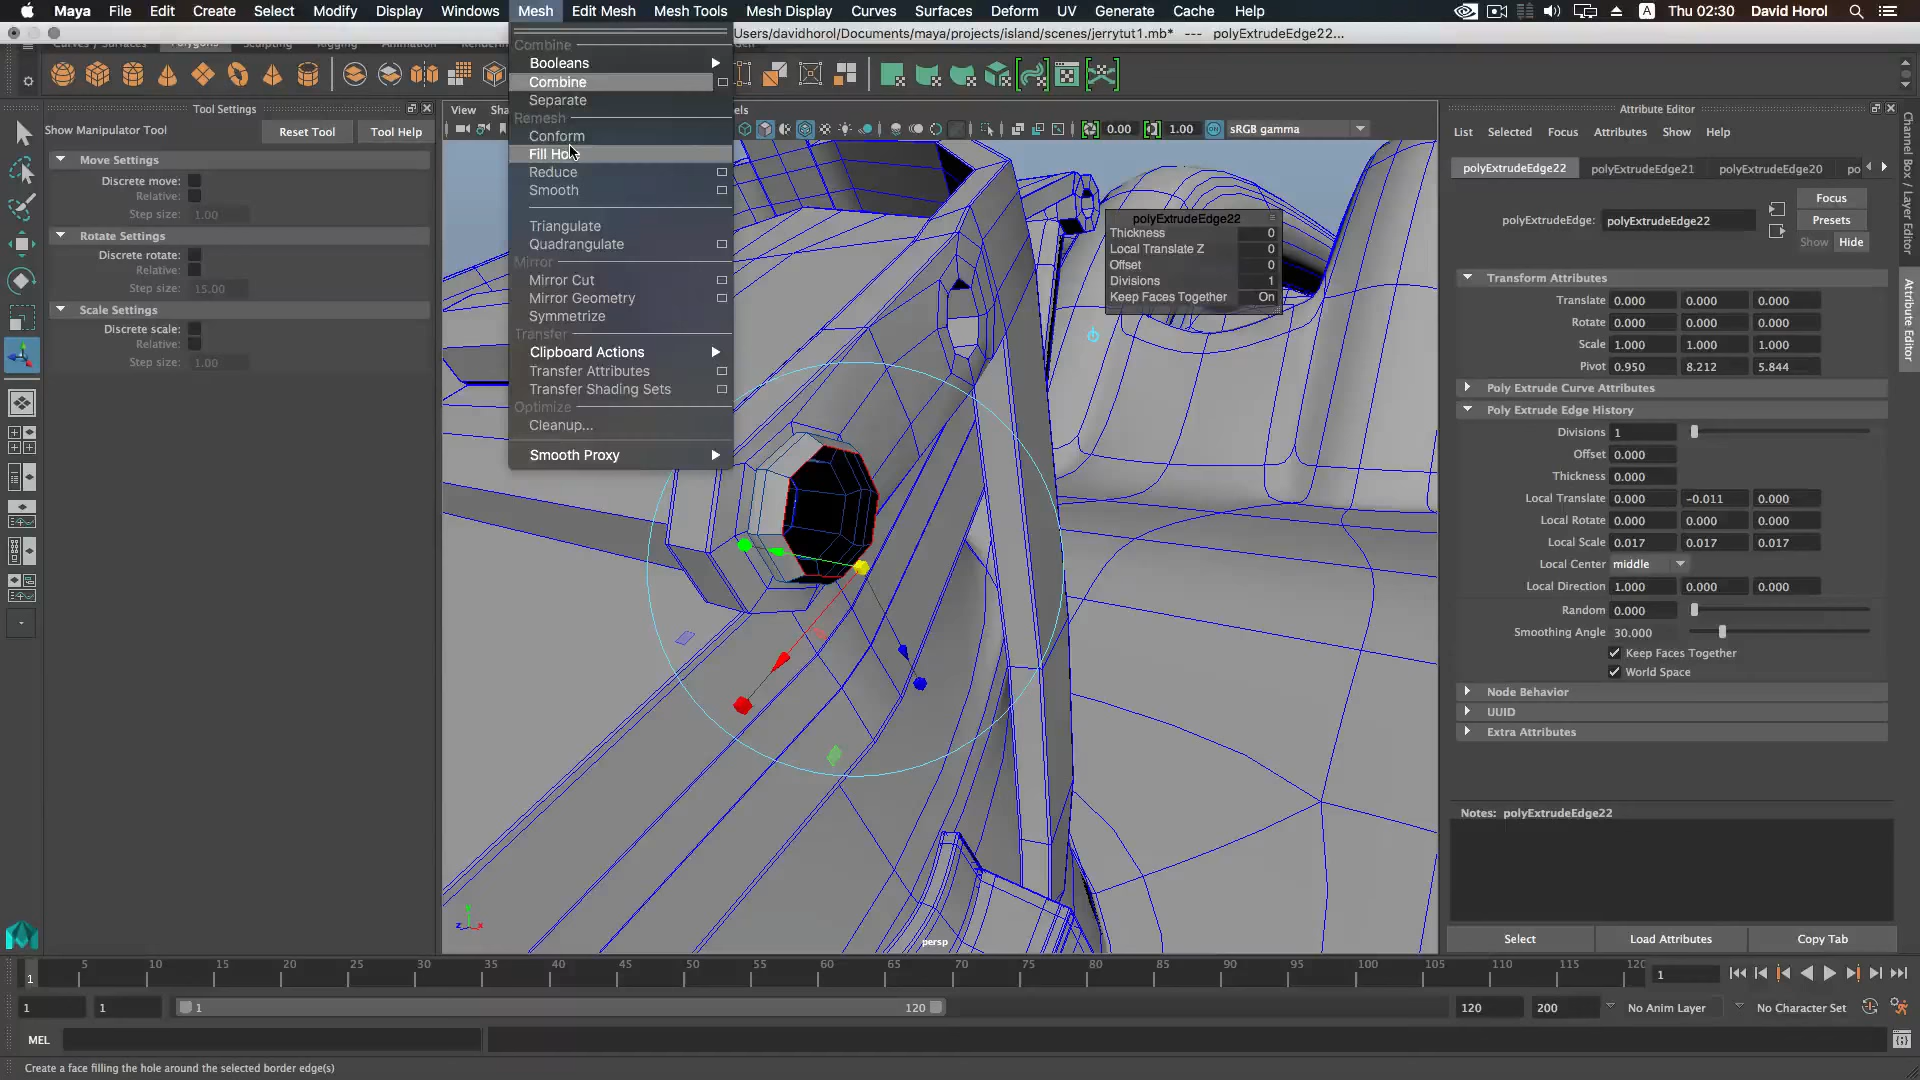 Maya File Edit Create Select Modify Display Windows Mesh Edit Mesh Mesh Tools Mesh Display Curves Surfaces Deform UV Generate Cache Help
A Thu 02:30 David Horol
Users/davidhorol/Documents/maya/projects/island/scenes/jerrytut1.mb* --- polyExtrudeEdge22...
Combine
Booleans
Combine
Separate
Remesh
Conform
Fill Ho
Reduce
Smooth
Triangulate
Quadrangulate
Mirror
Mirror Cut
Mirror Geometry
Symmetrize
Transfer
Clipboard Actions
Transfer Attributes
Transfer Shading Sets
Optimize
Cleanup...
Smooth Proxy
Tool Settings
Show Manipulator Tool
Reset Tool
Tool Help
Move Settings
Discrete move:
Relative:
Step size: 1.00
Rotate Settings
Discrete rotate:
Relative:
Step size: 15.00
Scale Settings
Discrete scale:
Relative:
Step size: 1.00
View
0.00
1.00
sRGB gamma
polyExtrudeEdge22
Thickness 0
Local Translate Z 0
Offset 0
Divisions 1
Keep Faces Together On
persp
Attribute Editor
List Selected Focus Attributes Show Help
polyExtrudeEdge22 polyExtrudeEdge21 polyExtrudeEdge20 po
polyExtrudeEdge: polyExtrudeEdge22
Focus
Presets
Show Hide
Transform Attributes
Translate 0.000 0.000 0.000
Rotate 0.000 0.000 0.000
Scale 1.000 1.000 1.000
Pivot 0.950 8.212 5.844
Poly Extrude Curve Attributes
Poly Extrude Edge History
Divisions 1
Offset 0.000
Thickness 0.000
Local Translate 0.000 -0.011 0.000
Local Rotate 0.000 0.000 0.000
Local Scale 0.017 0.017 0.017
Local Center middle
Local Direction 1.000 0.000 0.000
Random 0.000
Smoothing Angle 30.000
Keep Faces Together
World Space
Node Behavior
UUID
Extra Attributes
Notes: polyExtrudeEdge22
Select
Load Attributes
Copy Tab
Channel Box / Layer Editor
Attribute Editor
1 5 10 15 20 25 30 35 40 45 50 55 60 65 70 75 80 85 90 95 100 105 110 115 120
1
1 1 1 120 120 200 No Anim Layer No Character Set
MEL
Create a face filling the hole around the selected border edge(s)